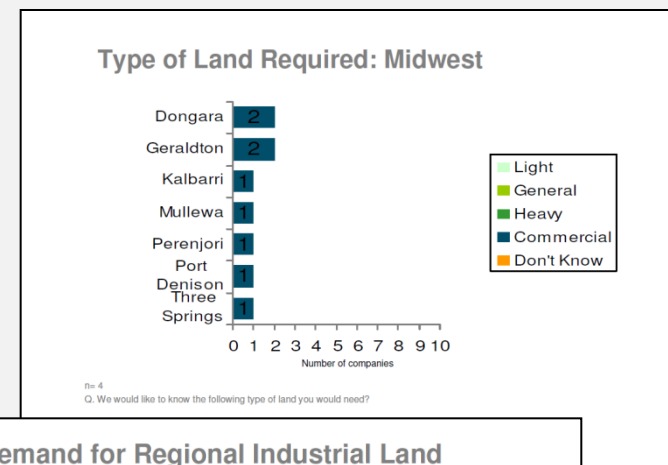 Type of Land Required: Midwest
Dongara 2
Geraldton 2
Kalbarri 1
Mullewa 1
Perenjori 1
Port
Denison 1
Three
Springs 1
0 1 2 3 4 5 6 7 8 9 10
Number of companies
Light
General
Heavy
Commercial
Don't Know
n= 4
Q. We would like to know the following type of land you would need?
for Regional Industrial Land